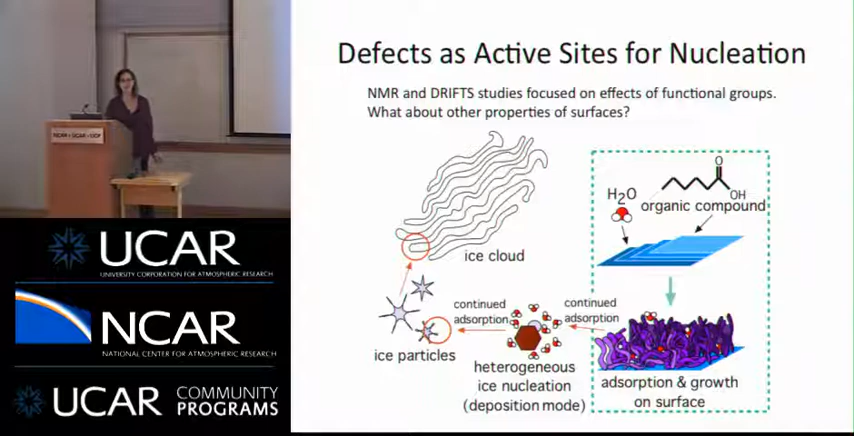 Defects as Active Sites for Nucleation
NMR and DRIFTS studies focused on effects of functional groups.
What about other properties of surfaces?
H₂O
O
OH
organic compound
ice cloud
continued
adsorption
continued
adsorption
ice particles
heterogeneous
ice nucleation
(deposition mode)
adsorption & growth
on surface
NCAR • UCAR • UCP
UCAR
UNIVERSITY CORPORATION FOR ATMOSPHERIC RESEARCH
NCAR
NATIONAL CENTER FOR ATMOSPHERIC RESEARCH
UCAR
COMMUNITY
PROGRAMS